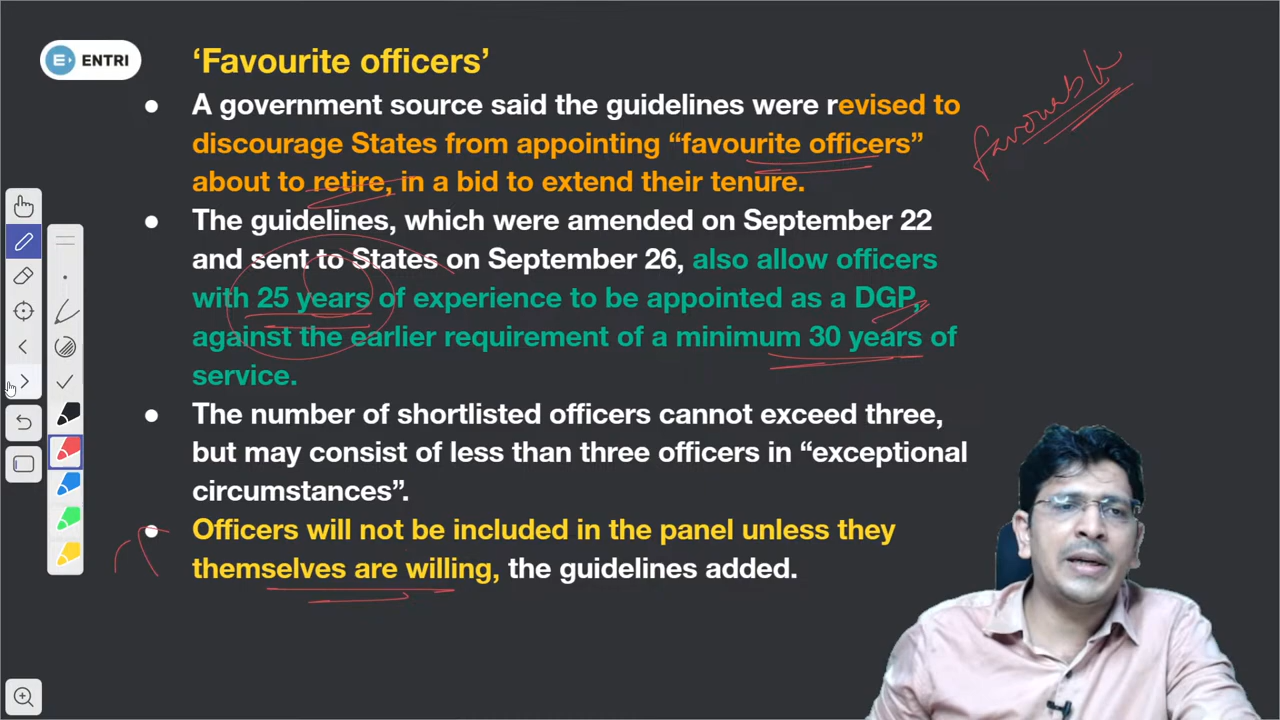 ENTRI
‘Favourite officers’
● A government source said the guidelines were revised to
discourage States from appointing “favourite officers”
about to retire, in a bid to extend their tenure.
● The guidelines, which were amended on September 22
and sent to States on September 26, also allow officers
with 25 years of experience to be appointed as a DGP,
against the earlier requirement of a minimum 30 years of
service.
● The number of shortlisted officers cannot exceed three,
but may consist of less than three officers in “exceptional
circumstances”.
● Officers will not be included in the panel unless they
themselves are willing, the guidelines added.